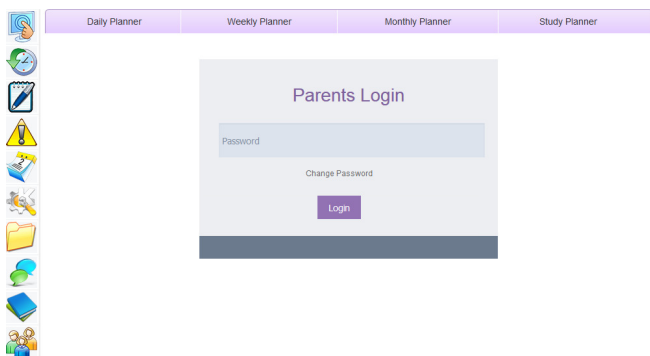 Daily Planner Weekly Planner Monthly Planner Study Planner
Parents Login
Password
Change Password
Login